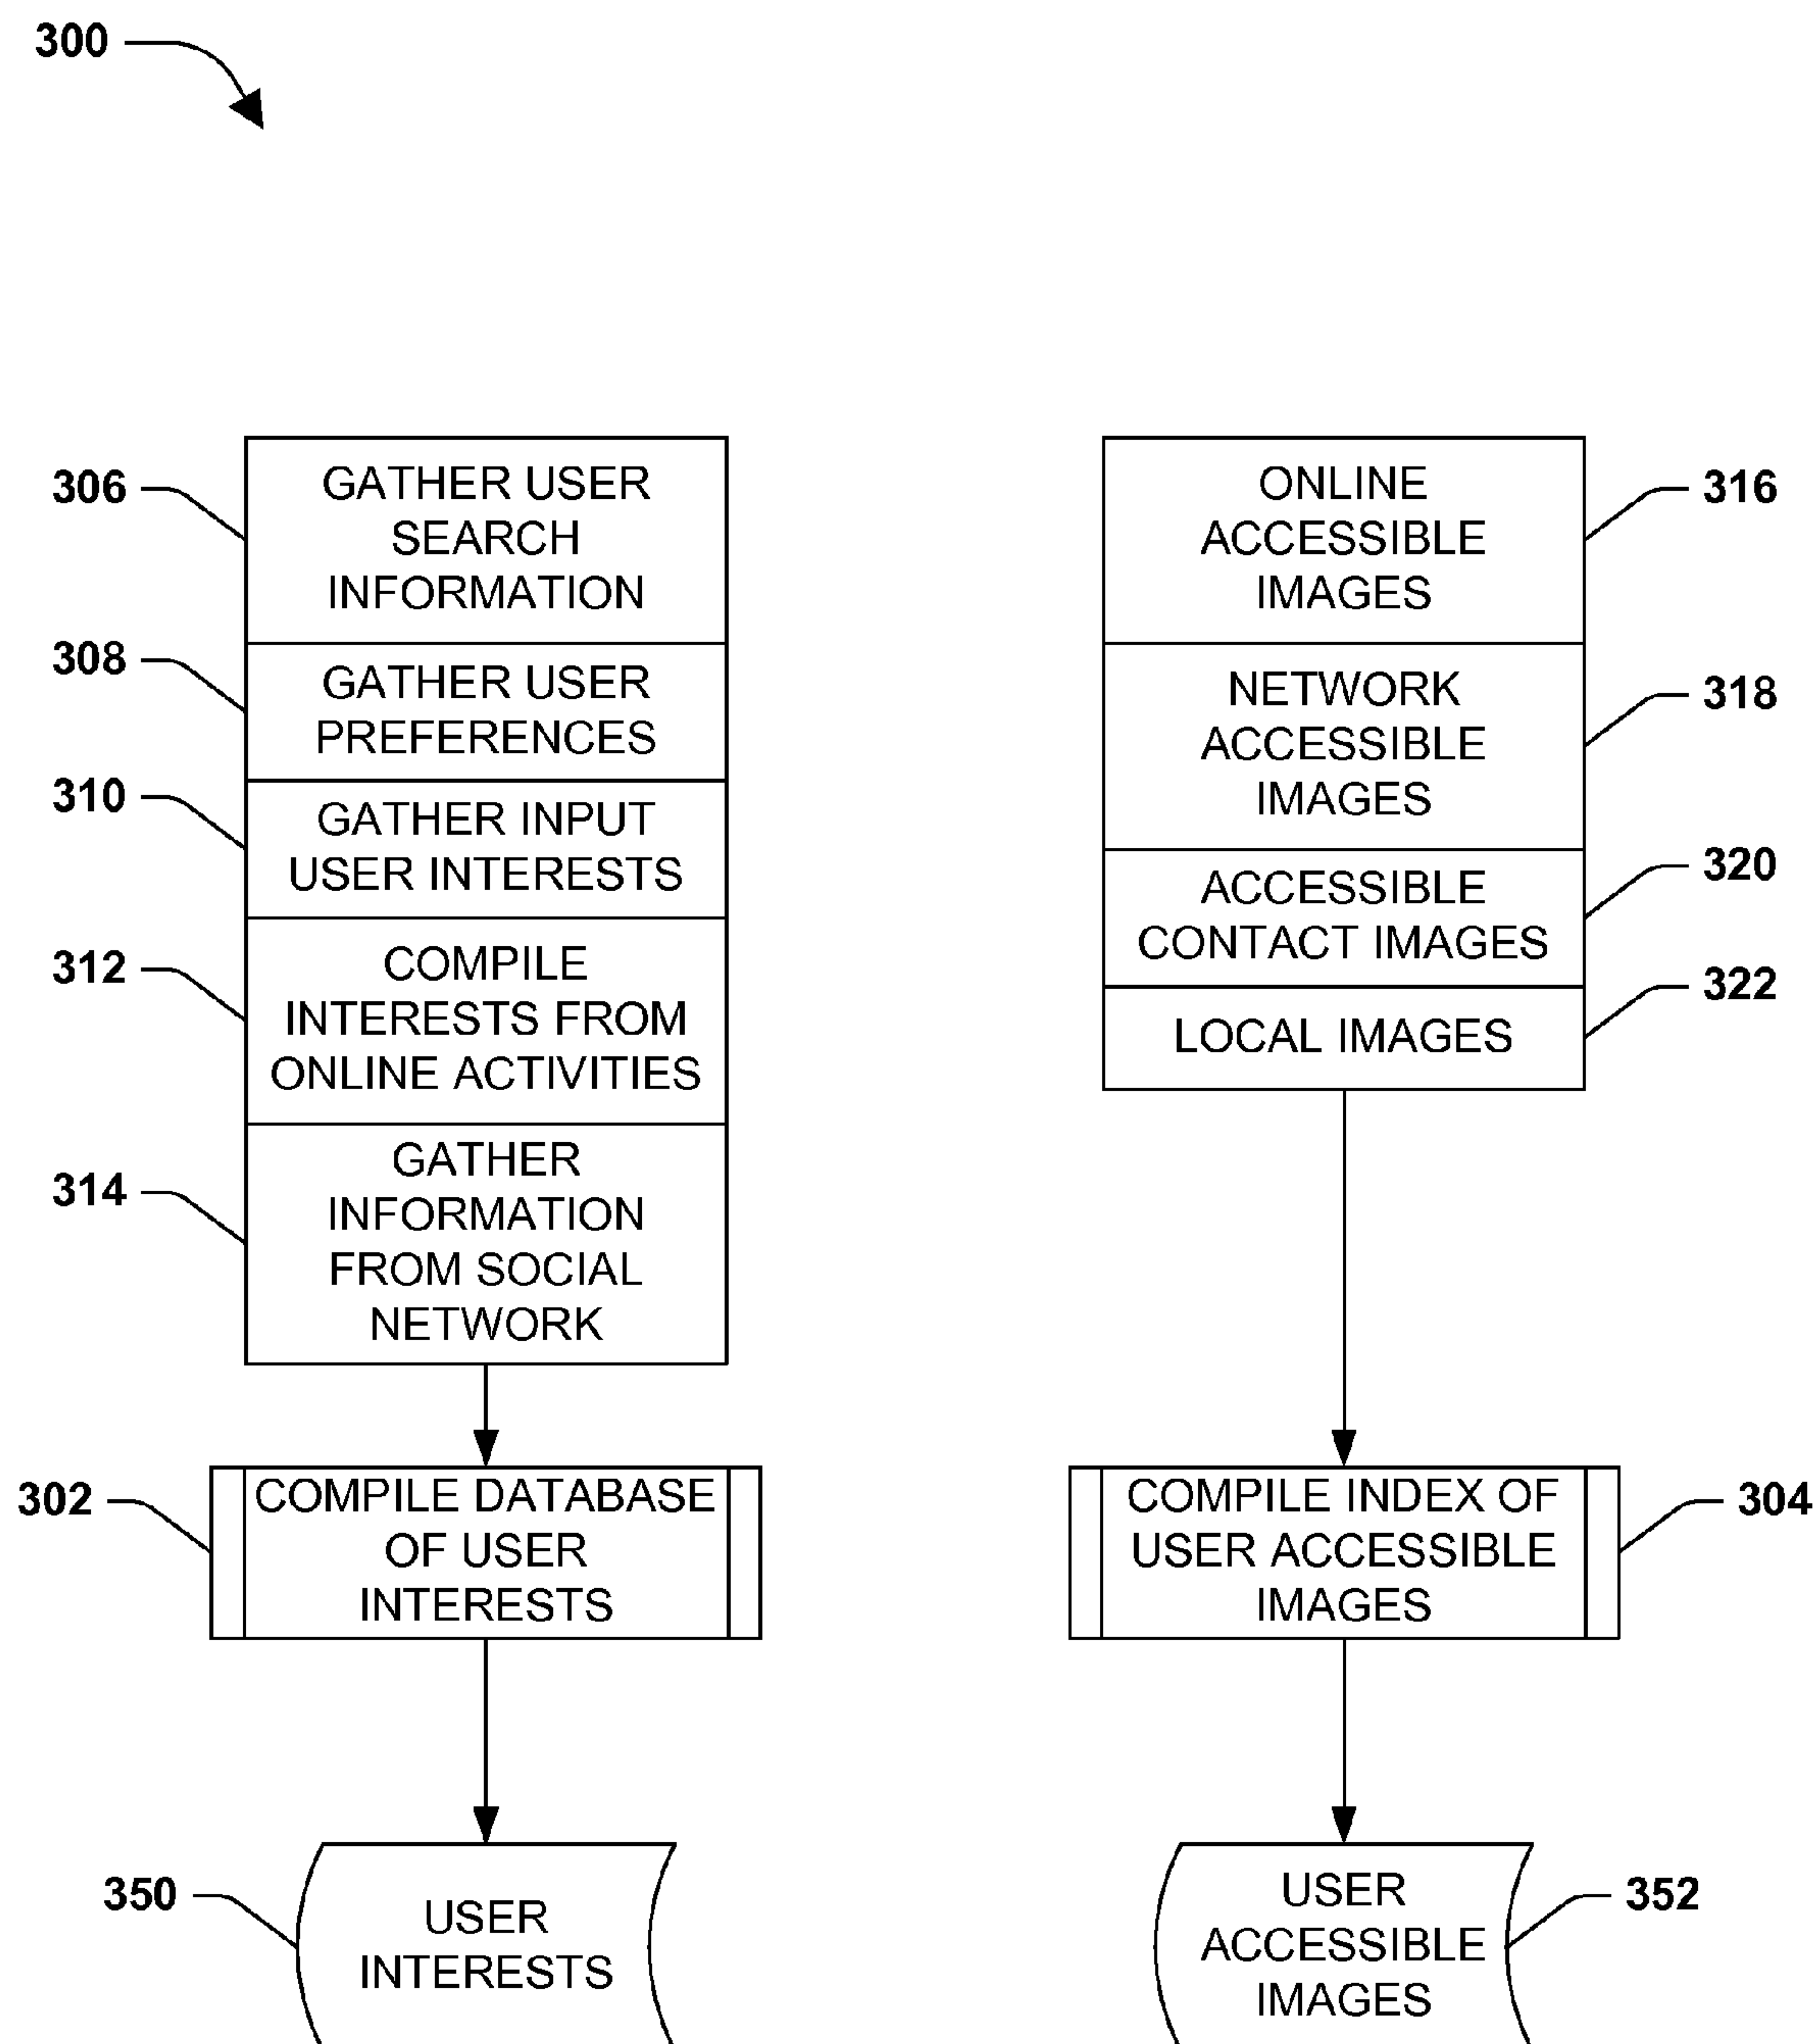 300
306
GATHER USER
SEARCH
INFORMATION
308
GATHER USER
PREFERENCES
310
GATHER INPUT
USER INTERESTS
312
COMPILE
INTERESTS FROM
ONLINE ACTIVITIES
314
GATHER
INFORMATION
FROM SOCIAL
NETWORK
302
COMPILE DATABASE
OF USER
INTERESTS
350
USER
INTERESTS
ONLINE
ACCESSIBLE
IMAGES
316
NETWORK
ACCESSIBLE
IMAGES
318
ACCESSIBLE
CONTACT IMAGES
320
LOCAL IMAGES
322
COMPILE INDEX OF
USER ACCESSIBLE
IMAGES
304
USER
ACCESSIBLE
IMAGES
352